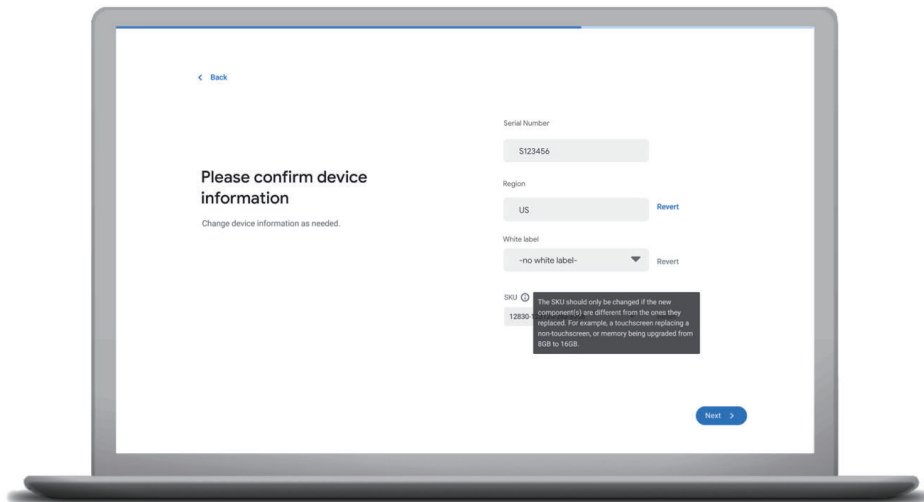 Back
Please confirm device
information
Change device information as needed.
Serial Number
S123456
Region
US
Revert
White label
-no white label-
Revert
SKU
12830-
The SKU should only be changed if the new
component(s) are different from the ones they
replaced. For example, a touchscreen replacing a
non-touchscreen, or memory being upgraded from
8GB to 16GB.
Next